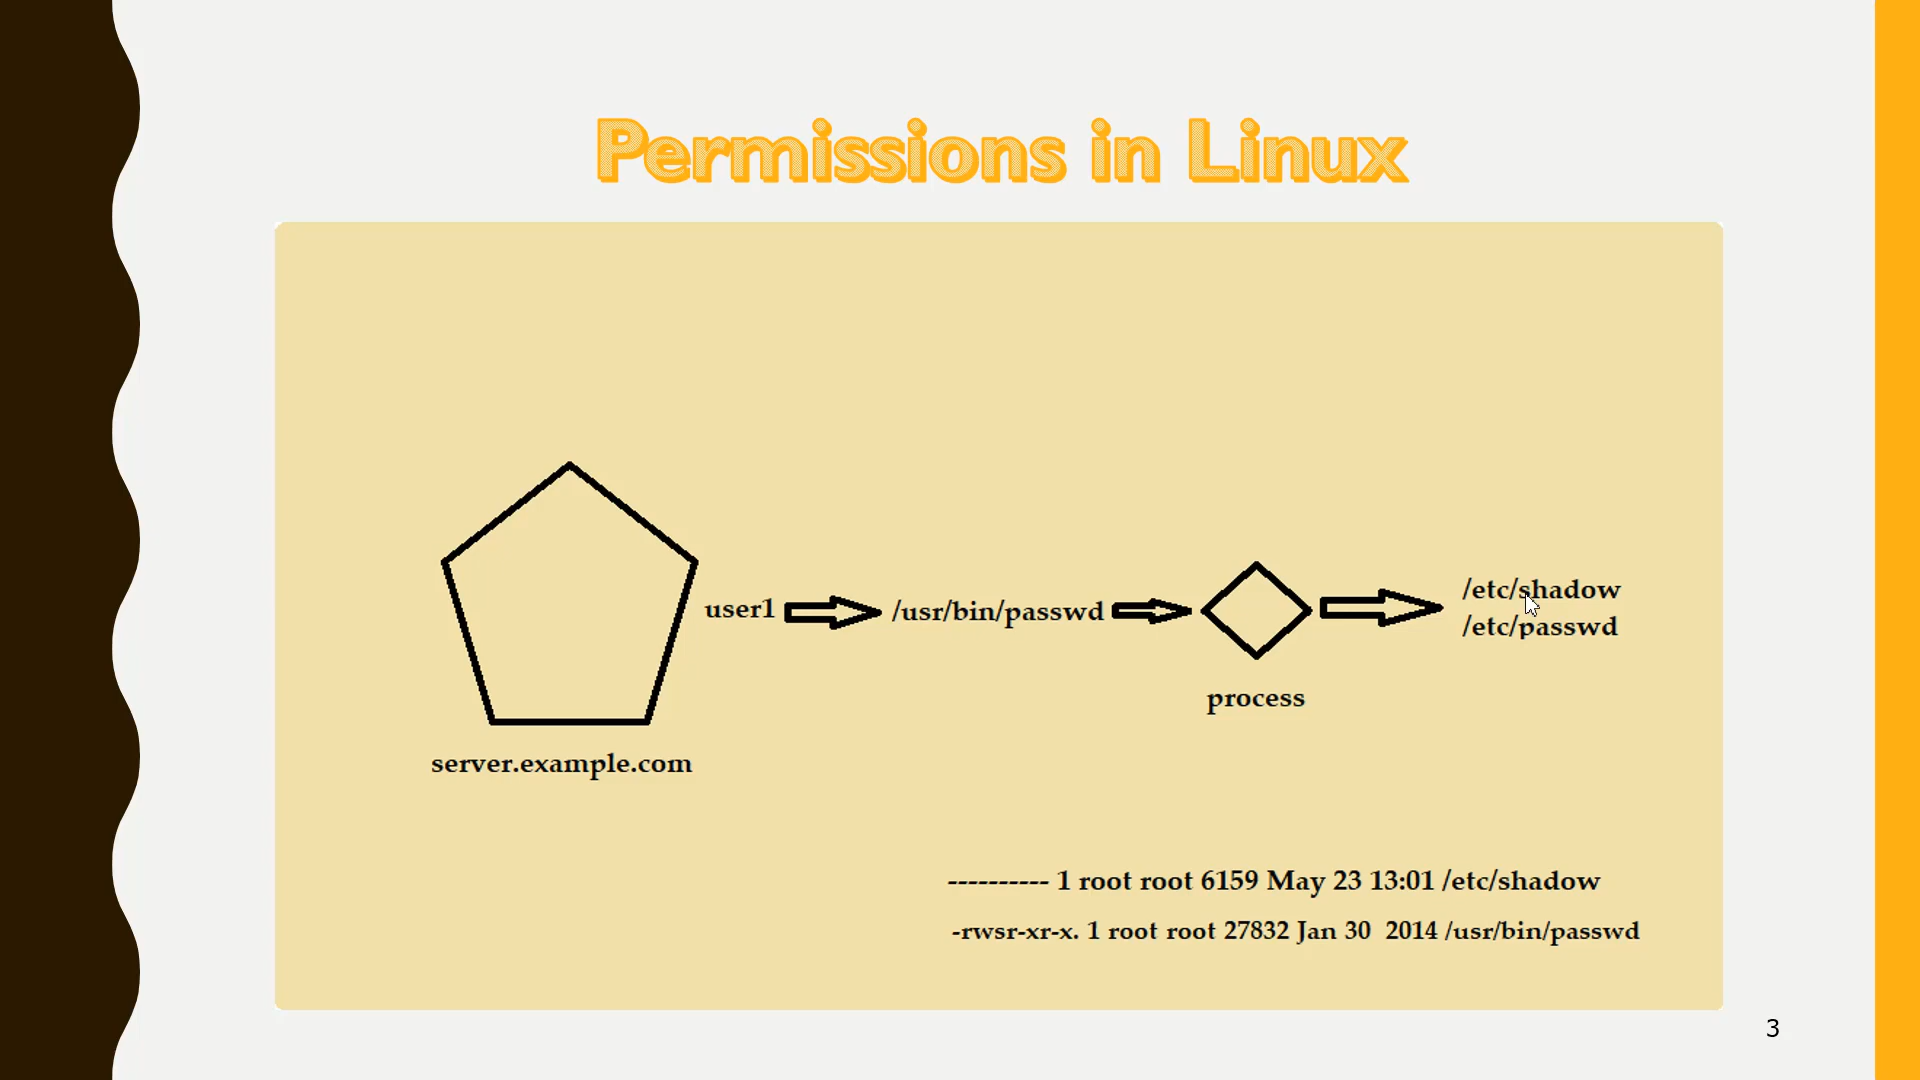 Permissions in Linux
user1
/usr/bin/passwd
/etc/shadow
/etc/passwd
process
server.example.com
---------- 1 root root 6159 May 23 13:01 /etc/shadow
-rwsr-xr-x. 1 root root 27832 Jan 30  2014 /usr/bin/passwd
3